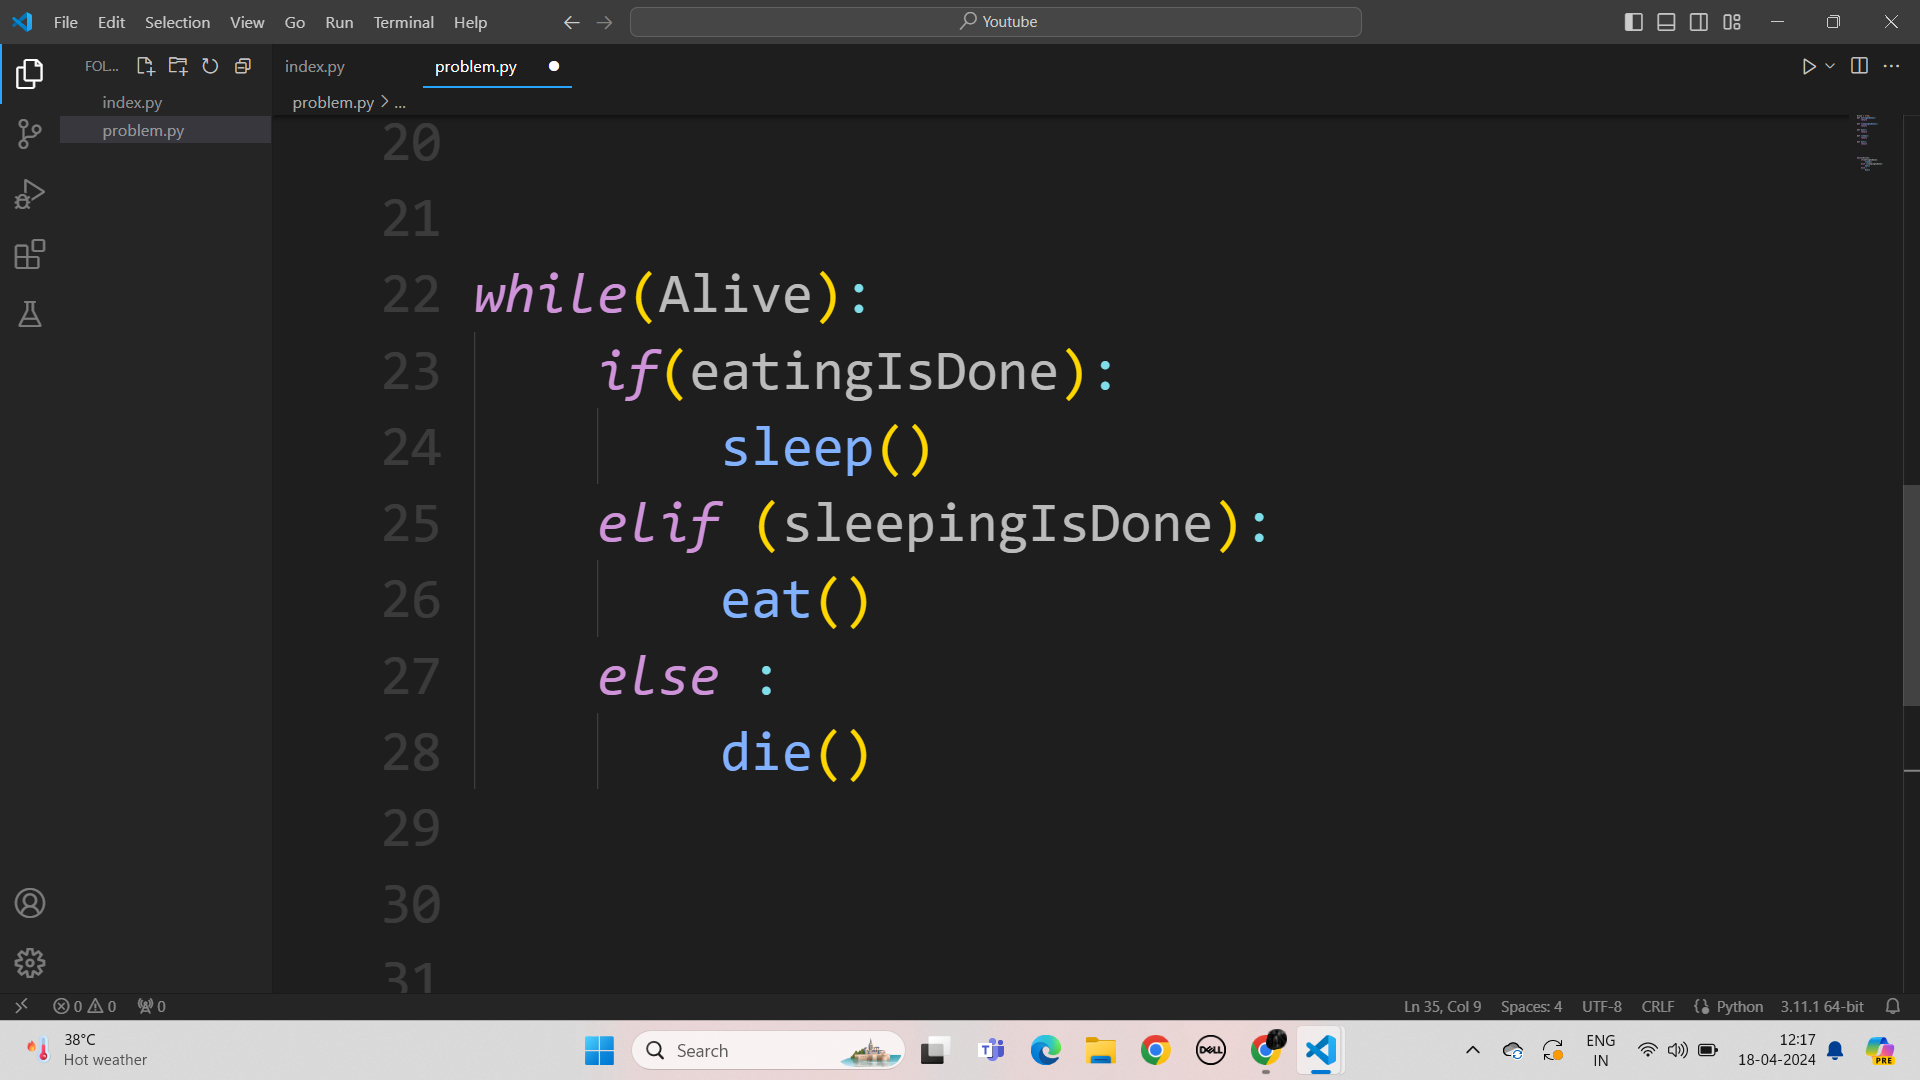 File Edit Selection View Go Run Terminal Help
Youtube
FOL...
index.py
problem.py
index.py problem.py
problem.py > ...
20
21
22 while(Alive):
23 if(eatingIsDone):
24 sleep()
25 elif (sleepingIsDone):
26 eat()
27 else :
28 die()
29
30
31
0 0 0
Ln 35, Col 9 Spaces: 4 UTF-8 CRLF {} Python 3.11.1 64-bit
38°C
Hot weather
Search
DELL
ENG
IN
12:17
18-04-2024
PRE